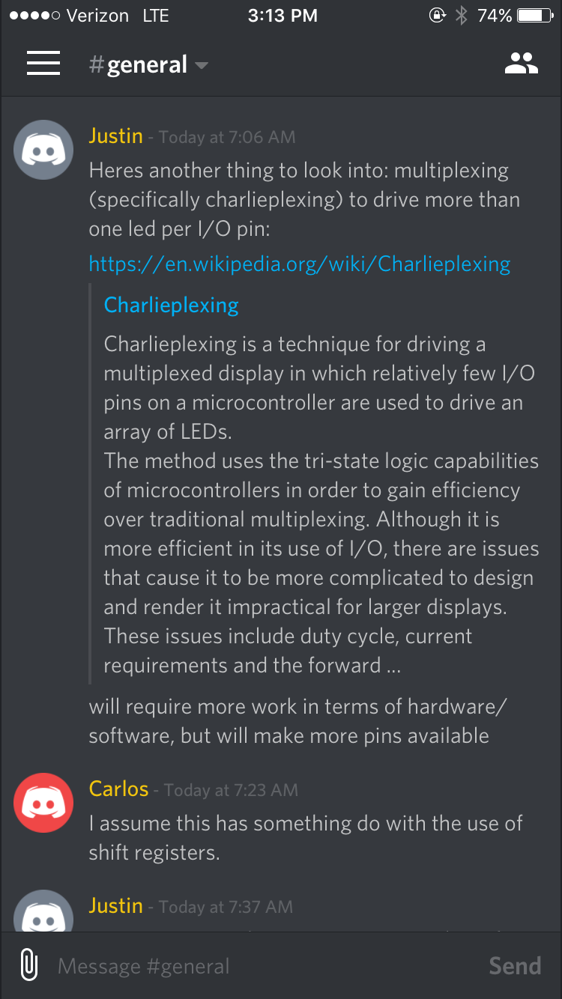 Verizon LTE 3:13 PM 74%
#general
Justin - Today at 7:06 AM
Heres another thing to look into: multiplexing
(specifically charlieplexing) to drive more than
one led per I/O pin:
https://en.wikipedia.org/wiki/Charlieplexing
Charlieplexing
Charlieplexing is a technique for driving a
multiplexed display in which relatively few I/O
pins on a microcontroller are used to drive an
array of LEDs.
The method uses the tri-state logic capabilities
of microcontrollers in order to gain efficiency
over traditional multiplexing. Although it is
more efficient in its use of I/O, there are issues
that cause it to be more complicated to design
and render it impractical for larger displays.
These issues include duty cycle, current
requirements and the forward ...
will require more work in terms of hardware/
software, but will make more pins available
Carlos - Today at 7:23 AM
I assume this has something do with the use of
shift registers.
Justin - Today at 7:37 AM
Message #general
Send